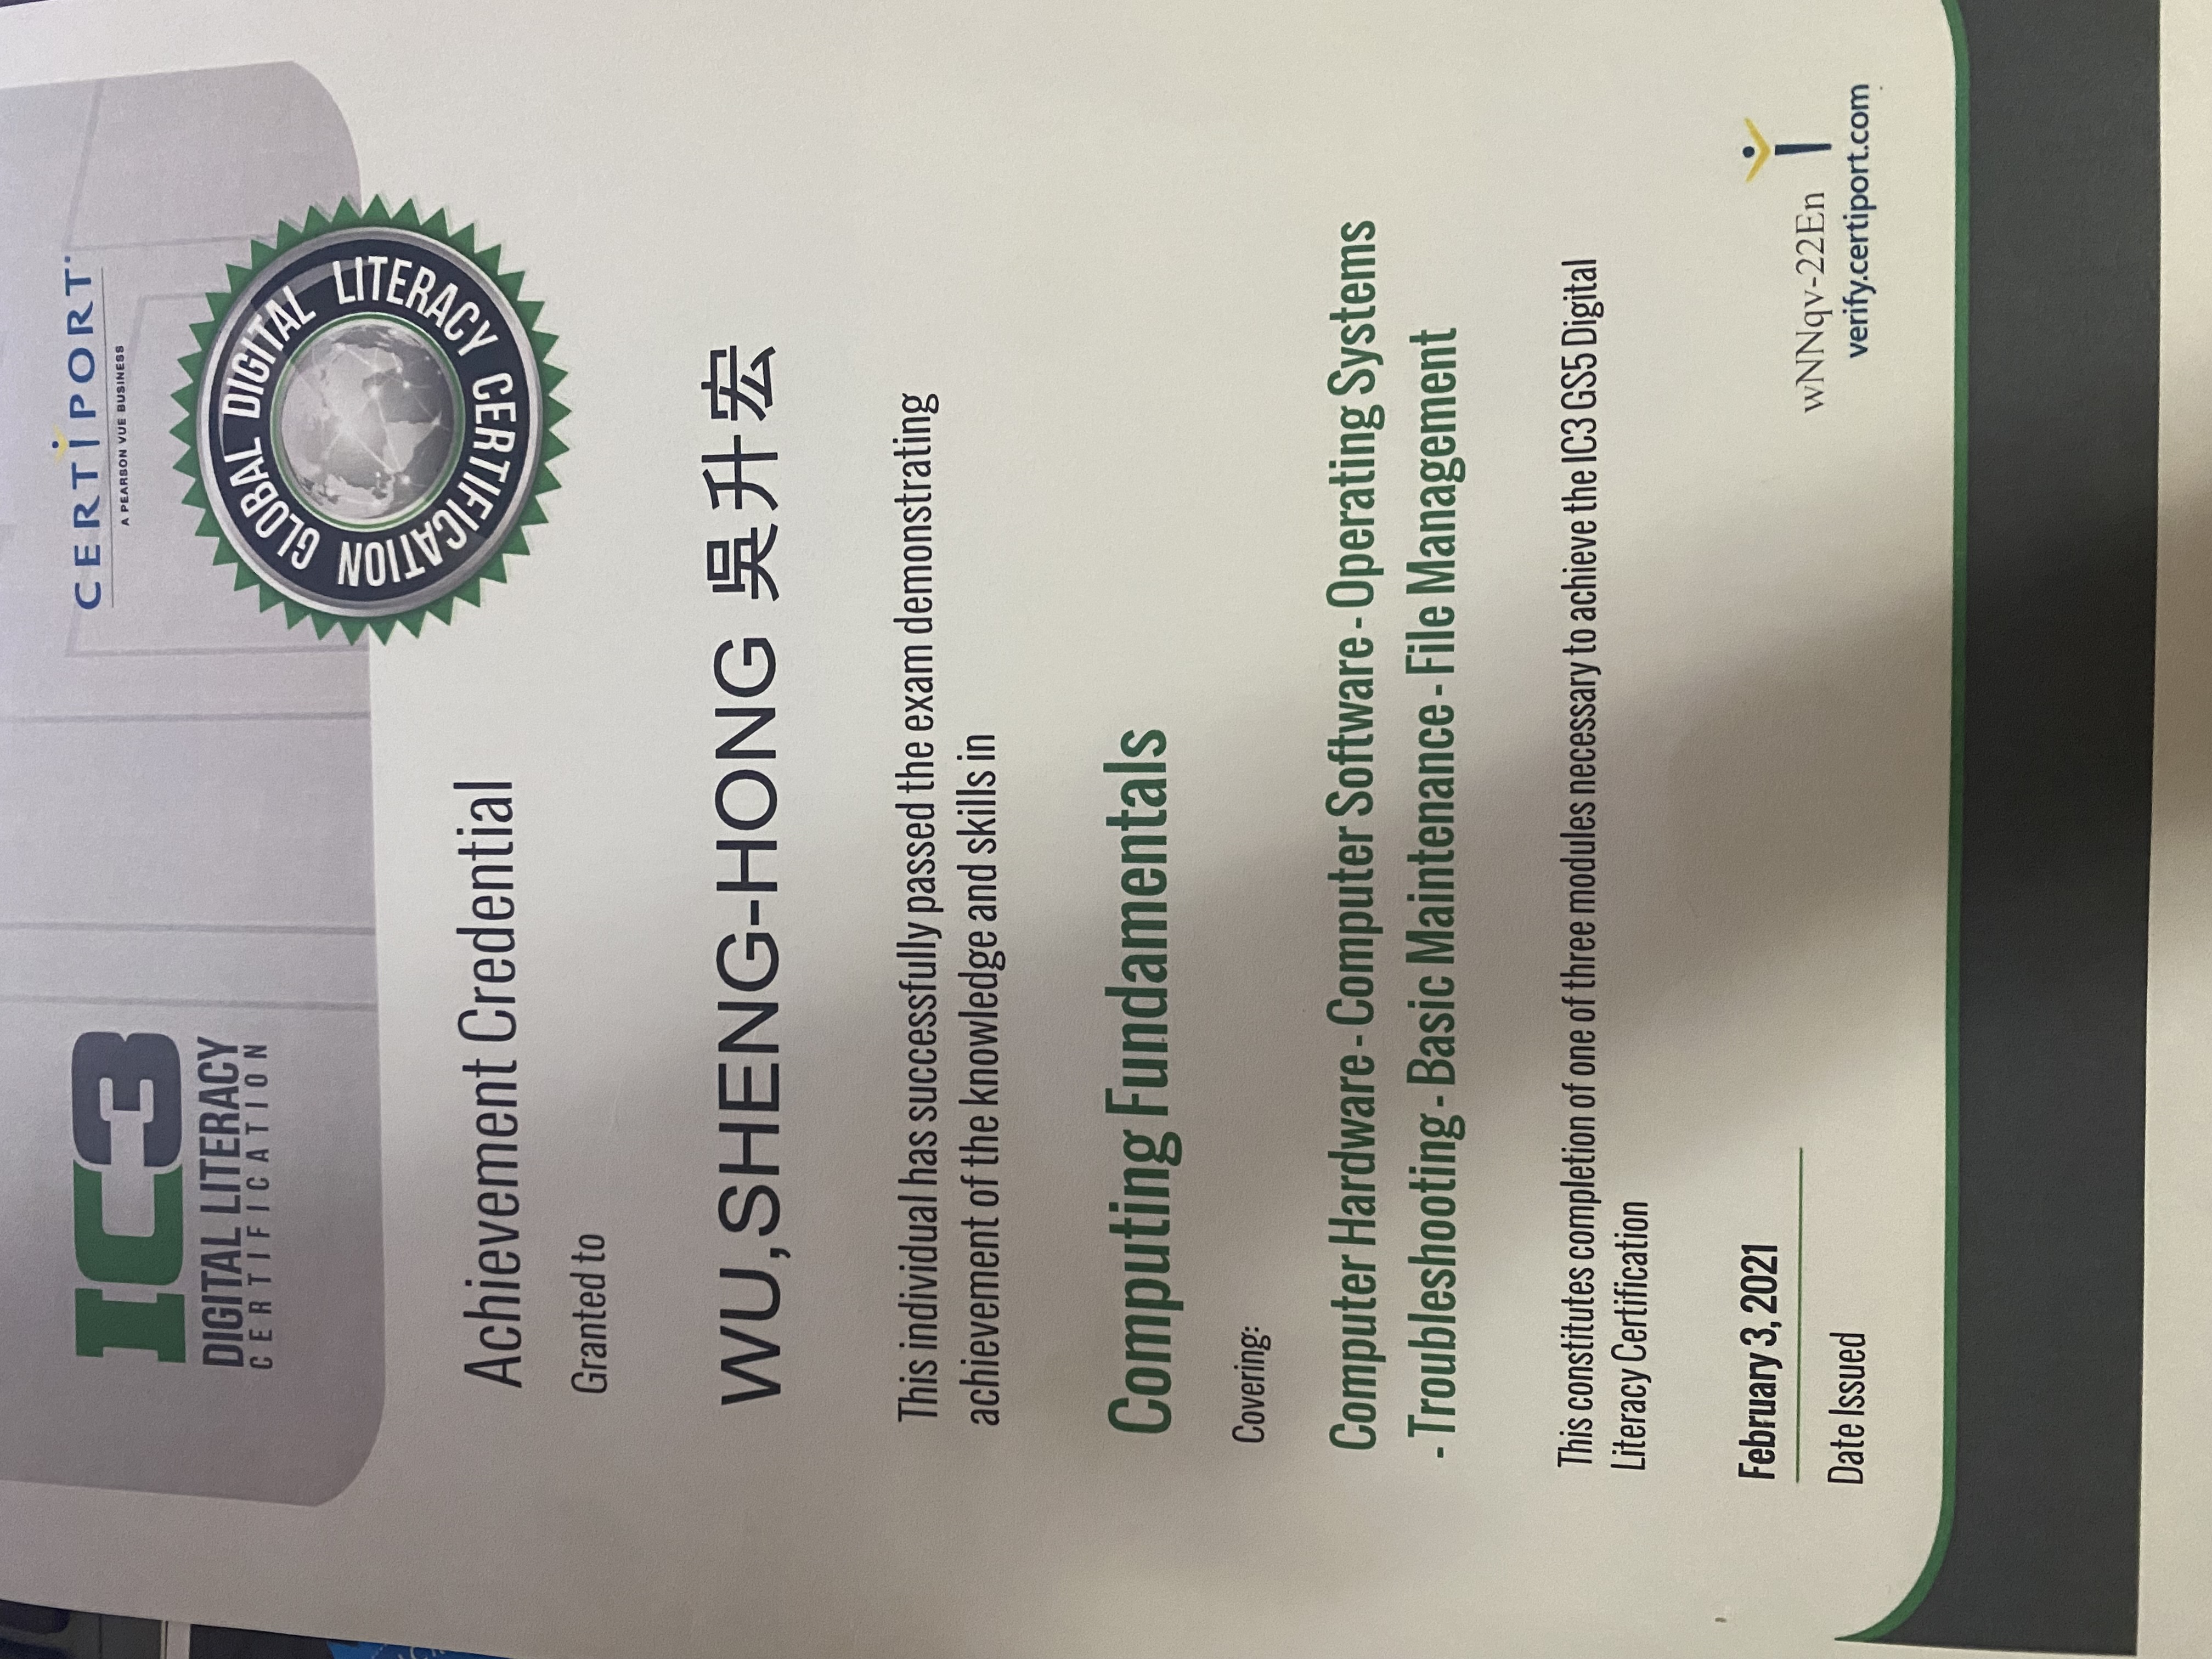 IC3
DIGITAL LITERACY
CERTIFICATION
CERTIPORT
A PEARSON VUE BUSINESS
GLOBAL DIGITAL LITERACY CERTIFICATION
Achievement Credential
Granted to
WU,SHENG-HONG 吳升宏
This individual has successfully passed the exam demonstrating
achievement of the knowledge and skills in
Computing Fundamentals
Covering:
Computer Hardware - Computer Software - Operating Systems
- Troubleshooting - Basic Maintenance - File Management
This constitutes completion of one of three modules necessary to achieve the IC3 GS5 Digital
Literacy Certification
February 3, 2021
Date Issued
wNNqv-22En
verify.certiport.com